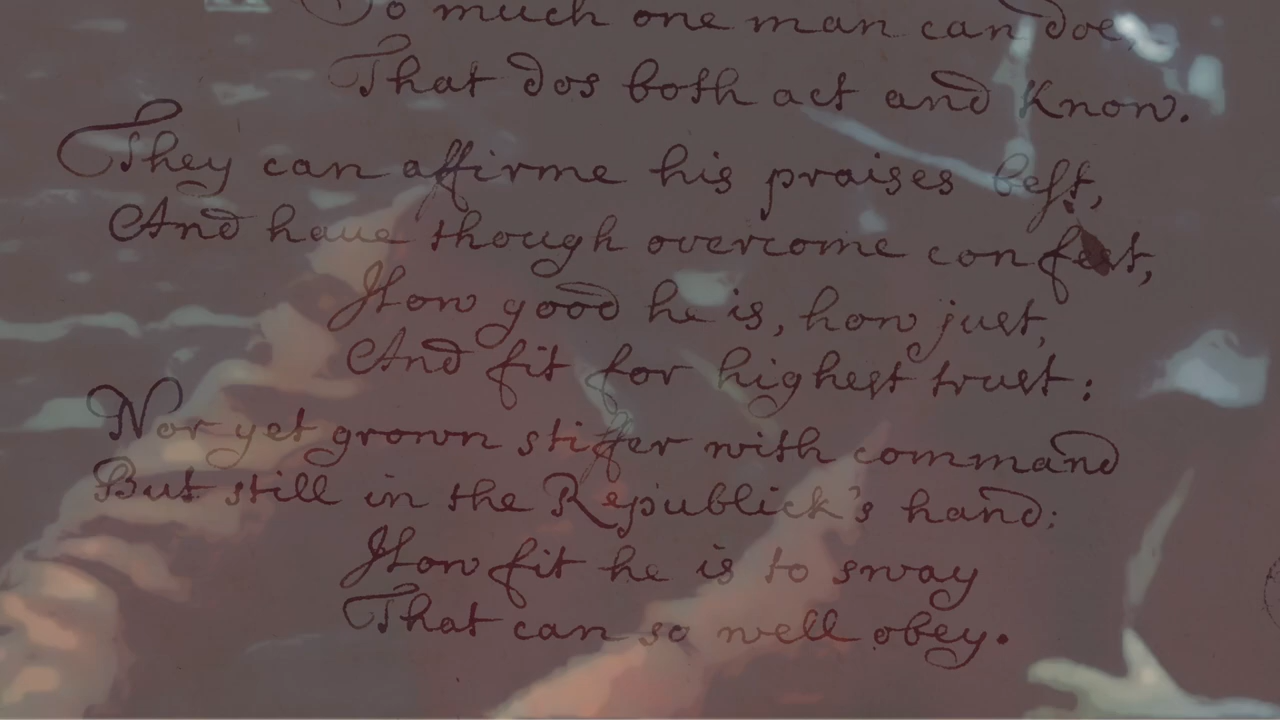 So much one man can doe,
That dos both act and know.
They can affirme his praises best,
And haue though overcome confest,
How good he is, how just,
And fit for highest trust:
Nor yet grown stiffer with command
But still in the Republick's hand:
How fit he is to sway
That can so well obey.